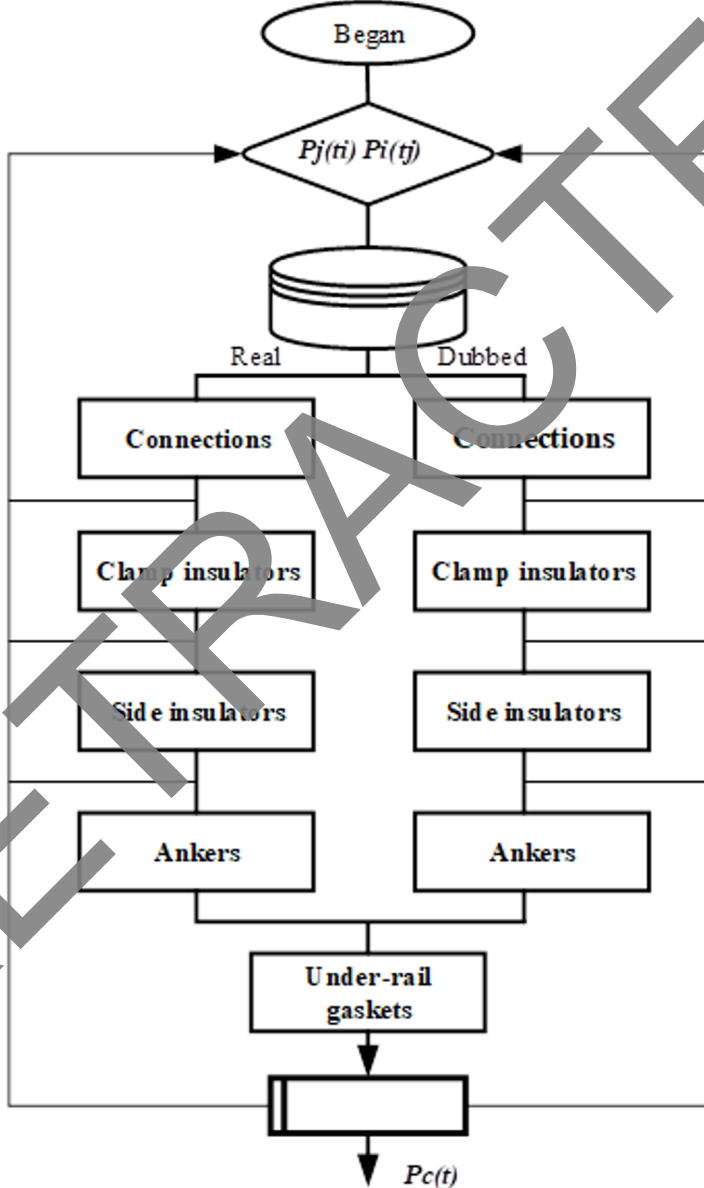 Began
Pj(ti) Pi(tj)
Real
Dubbed
Connections
Connections
Clamp insulators
Clamp insulators
Side insulators
Side insulators
Ankers
Ankers
Under-rail
gaskets
Pc(t)
ETRACTE